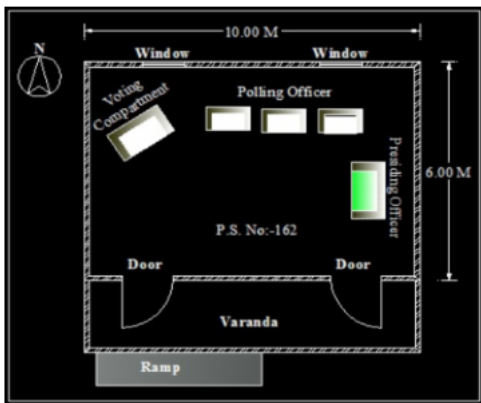 10.00 M
N
Window
Window
Voting
Compartment
Polling Officer
Presiding Officer
6.00 M
P.S. No:-162
Door
Door
Varanda
Ramp